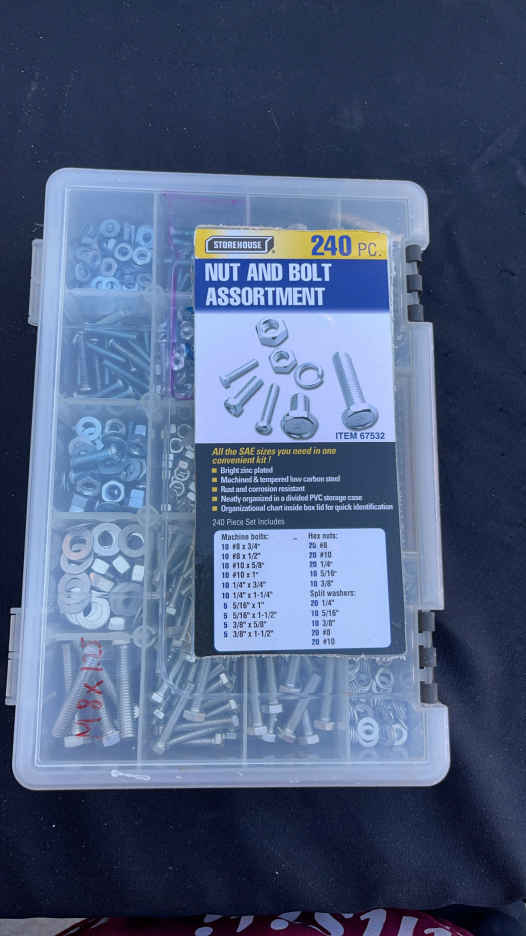 STOREHOUSE
240 PC.
NUT AND BOLT
ASSORTMENT
ITEM 67532
All the SAE sizes you need in one
convenient kit !
Bright zinc plated
Machined & tempered low carbon steel
Rust and corrosion resistant
Neatly organized in a divided PVC storage case
Organizational chart inside box lid for quick identification
240 Piece Set Includes
Machine bolts:
10 #8 x 3/4"
10 #8 x 1/2"
10 #10 x 5/8"
10 #10 x 1"
10 1/4" x 3/4"
10 1/4" x 1-1/4"
5 5/16" x 1"
5 5/16" x 1-1/2"
5 3/8" x 5/8"
5 3/8" x 1-1/2"
Hex nuts:
20 #8
20 #10
20 1/4"
10 5/16"
10 3/8"
Split washers:
20 1/4"
10 5/16"
10 3/8"
20 #8
20 #10